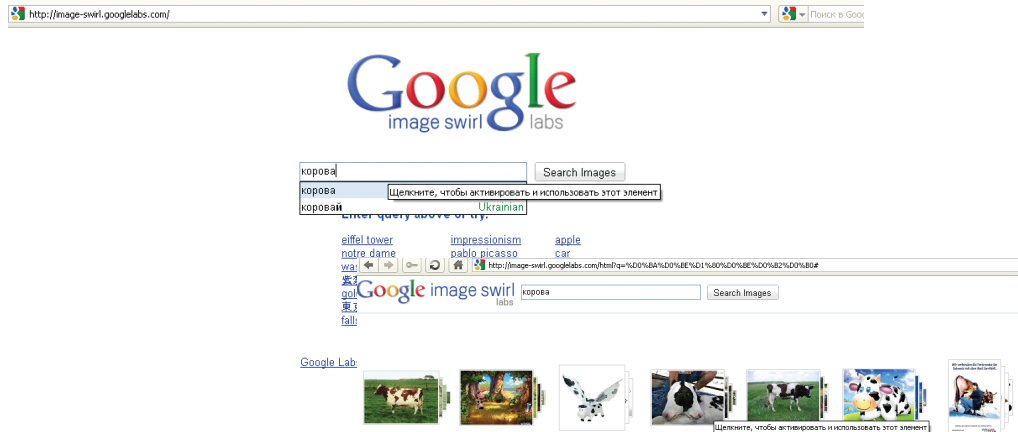 http://image-swirl.googlelabs.com/
Поиск в Goo
Google
image swirl labs
корова
Search Images
корова
Щелкните, чтобы активировать и использовать этот элемент
коровай Ukrainian
Enter query above or try:
eiffel tower impressionism apple
notre dame pablo picasso car
http://image-swirl.googlelabs.com/html?q=%D0%BA%D0%BE%D1%80%D0%BE%D0%B2%D0%B0#
Google image swirl
labs
корова
Search Images
falls
Google Lab
Щелкните, чтобы активировать и использовать этот элемент